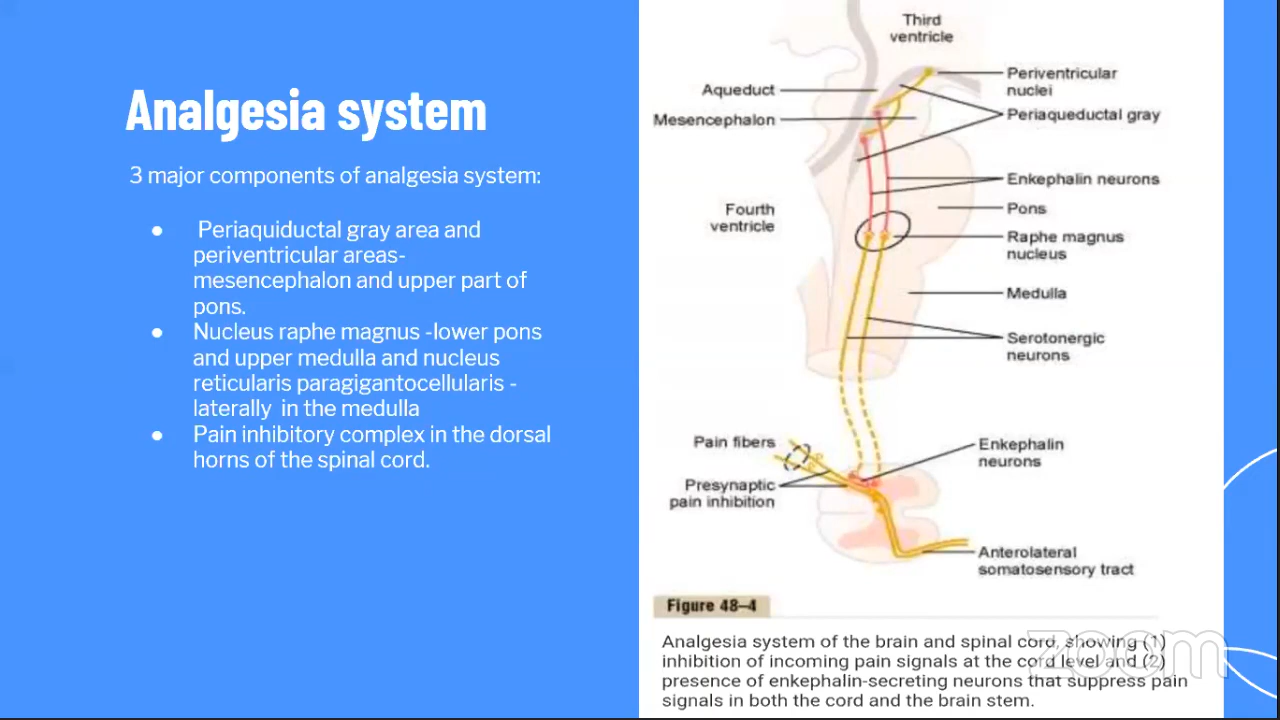 Analgesia system
3 major components of analgesia system:
● Periaquiductal gray area and
periventricular areas-
mesencephalon and upper part of
pons.
● Nucleus raphe magnus -lower pons
and upper medulla and nucleus
reticularis paragigantocellularis -
laterally in the medulla
● Pain inhibitory complex in the dorsal
horns of the spinal cord.
Third
ventricle
Aqueduct
Mesencephalon
Periventricular
nuclei
Periaqueductal gray
Enkephalin neurons
Fourth
ventricle
Pons
Raphe magnus
nucleus
Medulla
Serotonergic
neurons
Pain fibers
Presynaptic
pain inhibition
Enkephalin
neurons
Anterolateral
somatosensory tract
Figure 48–4
Analgesia system of the brain and spinal cord, showing (1)
inhibition of incoming pain signals at the cord level and (2)
presence of enkephalin-secreting neurons that suppress pain
signals in both the cord and the brain stem.
zoom